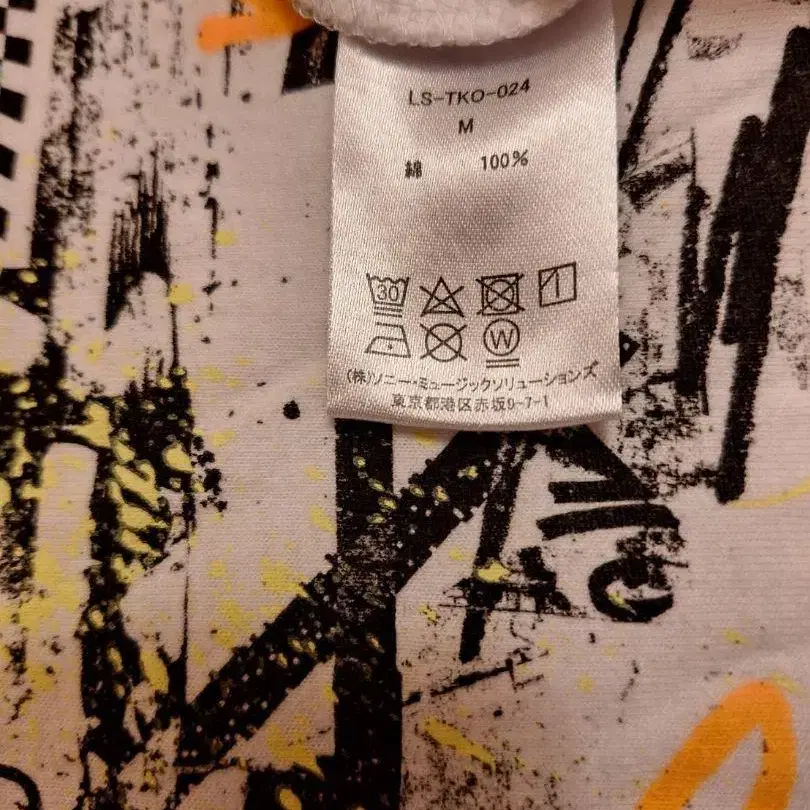 LS-TKO-024
M
綿 100%
30
W
(株)ソニー・ミュージックソリューションズ
東京都港区赤坂9-7-1